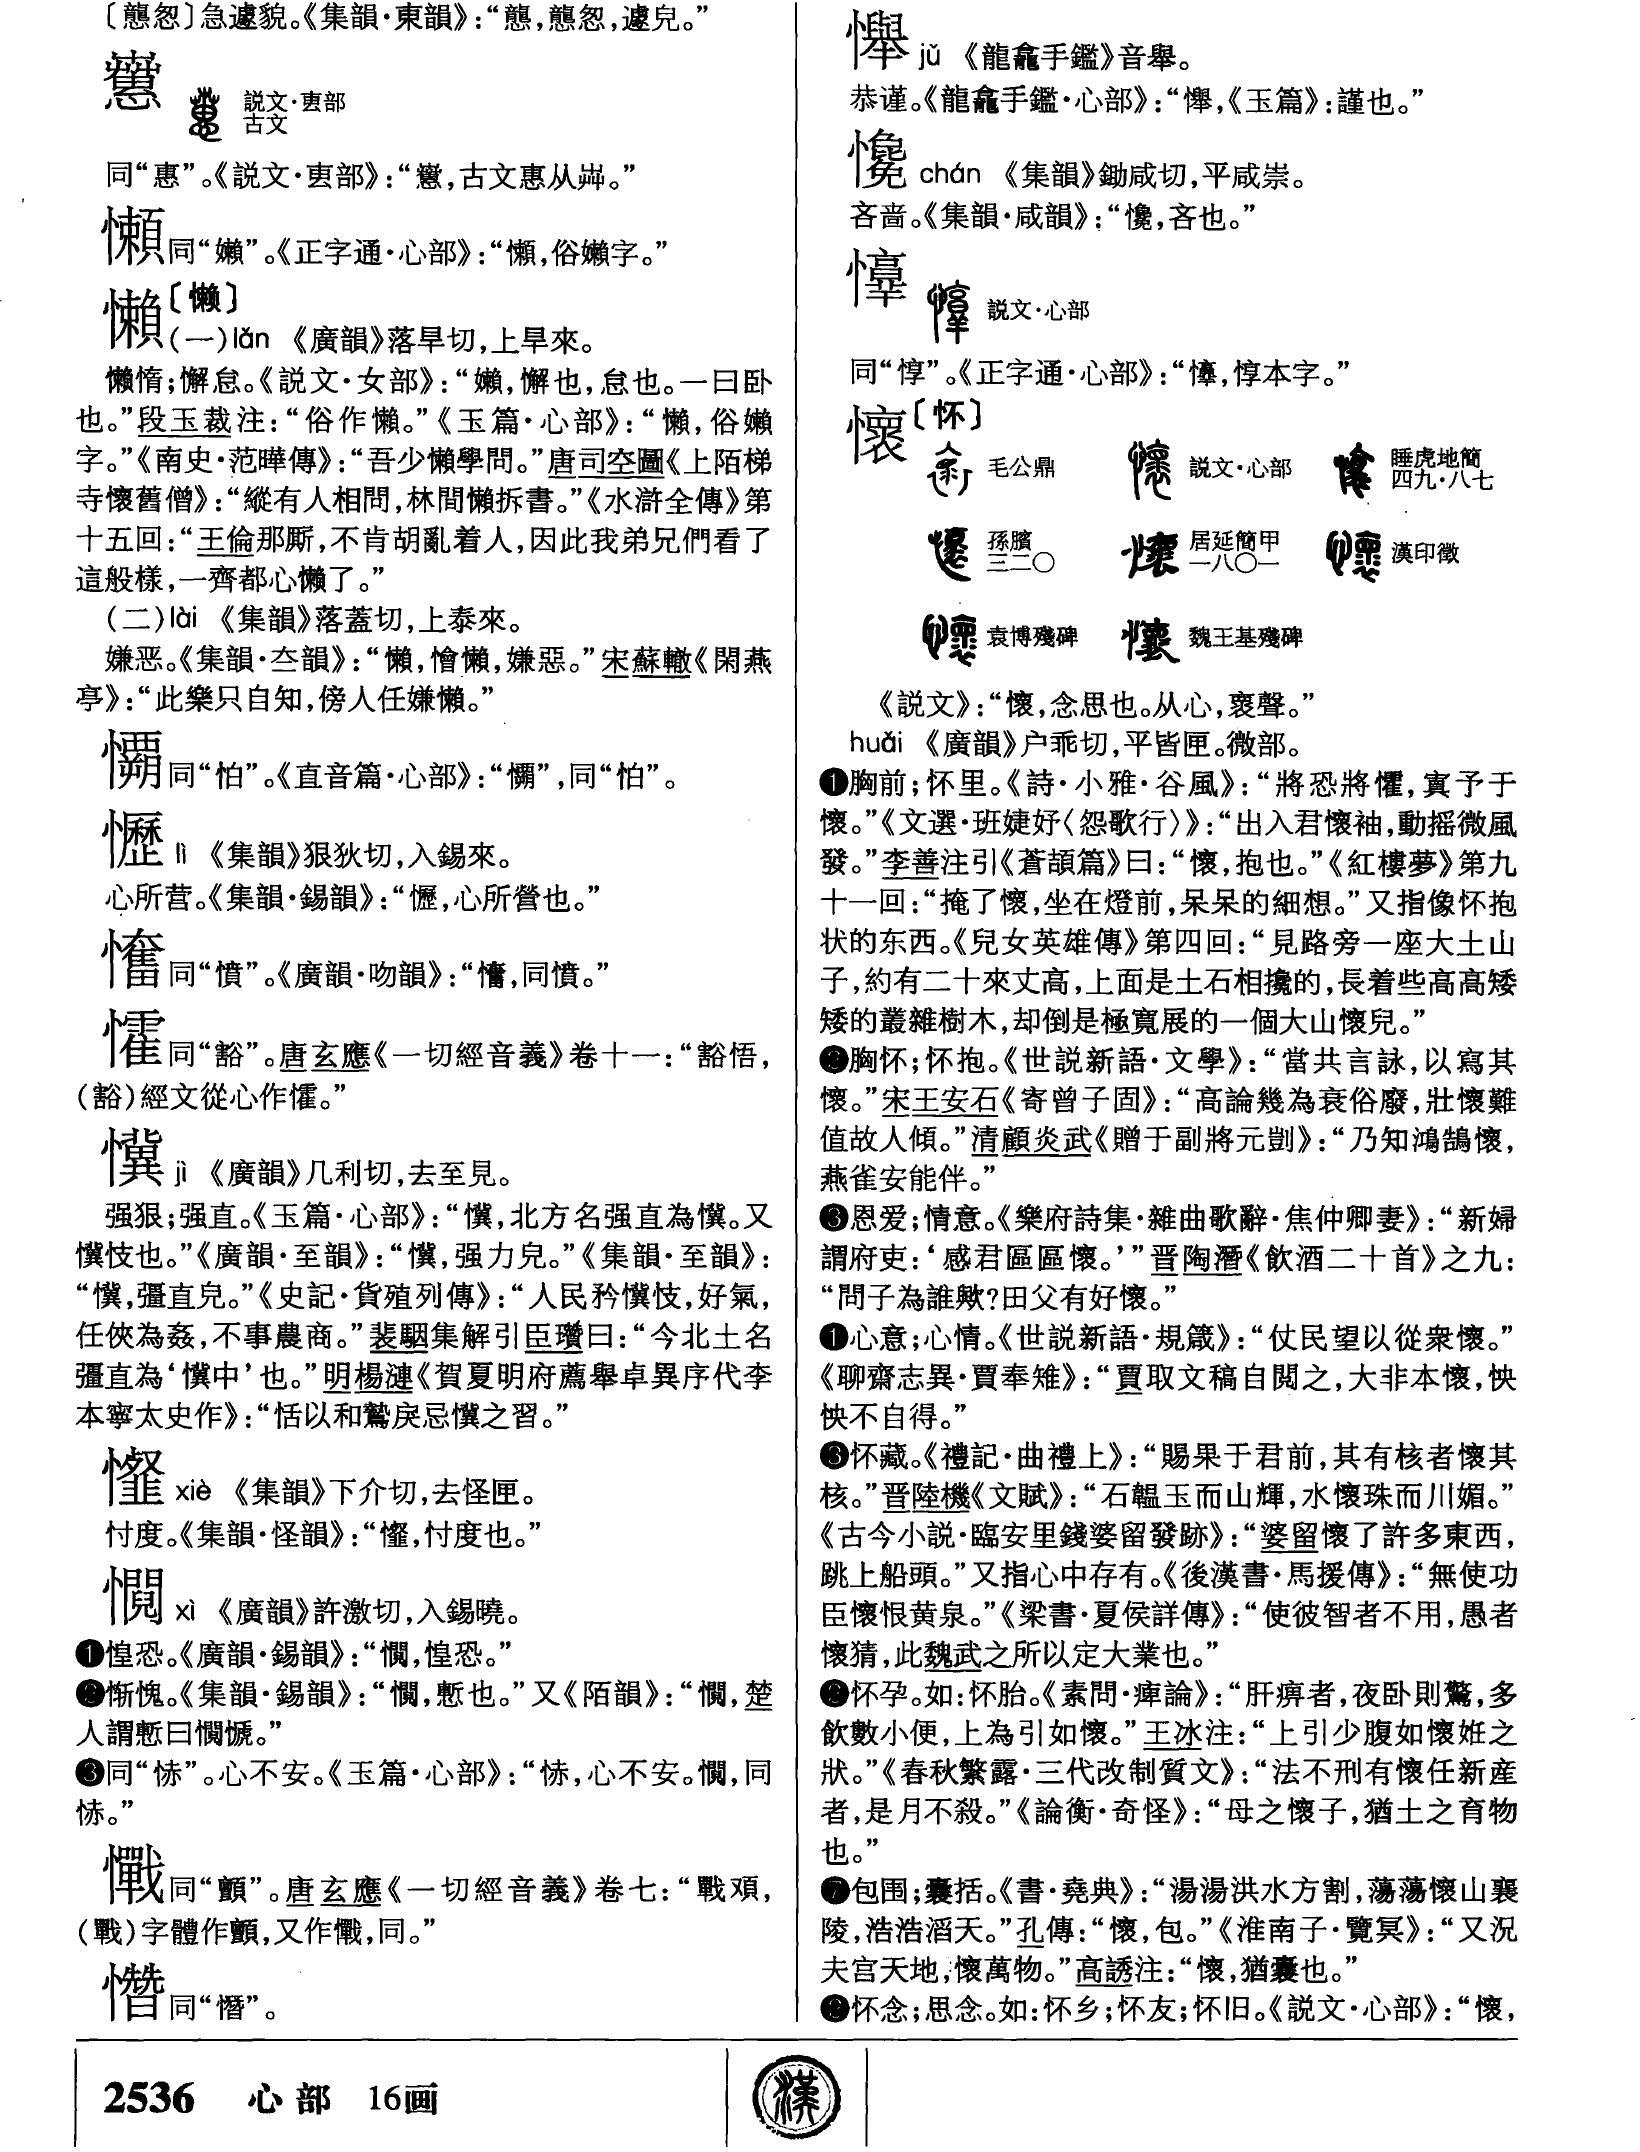 〔㦕怱〕急遽貌。《集韻·東韻》：“㦕，㦕怱，遽皃。”
説文·叀部
古文
同“惠”。《説文·叀部》：“，古文惠从芔。”
懶同“嬾”。《正字通·心部》：“懶，俗嬾字。”
懶〔懒〕
(一)lǎn 《廣韻》落旱切，上旱來。
懒惰；懈怠。《説文·女部》：“嬾，懈也，怠也。一曰卧
也。”段玉裁注：“俗作懶。”《玉篇·心部》：“懶，俗嬾
字。”《南史·范曄傳》：“吾少懶學問。”唐司空圖《上陌梯
寺懷舊僧》：“縱有人相問，林間懶拆書。”《水滸全傳》第
十五回：“王倫那厮，不肯胡亂着人，因此我弟兄們看了
這般樣，一齊都心懶了。”
(二)lài 《集韻》落蓋切，上泰來。
嫌恶。《集韻·夳韻》：“懶，懀懶，嫌惡。”宋蘇轍《閑燕
亭》：“此樂只自知，傍人任嫌懶。”
同“怕”。《直音篇·心部》：“”，同“怕”。
㦄 lì 《集韻》狠狄切，入錫來。
心所营。《集韻·錫韻》：“㦄，心所營也。”
同“憤”。《廣韻·吻韻》：“，同憤。”
㦜同“豁”。唐玄應《一切經音義》卷十一：“豁悟，
(豁)經文從心作㦜。”
懻 jì 《廣韻》几利切，去至見。
强狠；强直。《玉篇·心部》：“懻，北方名强直為懻。又
懻忮也。”《廣韻·至韻》：“懻，强力皃。”《集韻·至韻》：
“懻，彊直皃。”《史記·貨殖列傳》：“人民矜懻忮，好氣，
任俠為姦，不事農商。”裴駰集解引臣瓚曰：“今北土名
彊直為‘懻中’也。”明楊漣《賀夏明府薦舉卓異序代李
本寧太史作》：“恬以和鷙戾忌懻之習。”
xiè 《集韻》下介切，去怪匣。
忖度。《集韻·怪韻》：“，忖度也。”
㦦 xì 《廣韻》許激切，入錫曉。
❶惶恐。《廣韻·錫韻》：“㦦，惶恐。”
❷惭愧。《集韻·錫韻》：“㦦，慙也。”又《陌韻》：“㦦，楚
人謂慙曰㦦㥾。”
❸同“㤸”。心不安。《玉篇·心部》：“㤸，心不安。㦦，同
㤸。”
同“顫”。唐玄應《一切經音義》卷七：“戰頑，
(戰)字體作顫，又作，同。”
同“憯”。
jǔ 《龍龕手鑑》音舉。
恭谨。《龍龕手鑑·心部》：“，《玉篇》：謹也。”
chán 《集韻》鋤咸切，平咸崇。
吝啬。《集韻·咸韻》：“，吝也。”
説文·心部
同“惇”。《正字通·心部》：“，惇本字。”
懷〔怀〕
毛公鼎 説文·心部 睡虎地簡
四九·八七
孫臏
三二〇 居延簡甲
一八〇一 漢印徵
袁博殘碑 魏王基殘碑
《説文》：“懷，念思也。从心，褱聲。”
huái 《廣韻》户乖切，平皆匣。微部。
❶胸前；怀里。《詩·小雅·谷風》：“將恐將懼，寘予于
懷。”《文選·班婕妤〈怨歌行〉》：“出入君懷袖，動摇微風
發。”李善注引《蒼頡篇》曰：“懷，抱也。”《紅樓夢》第九
十一回：“掩了懷，坐在燈前，呆呆的細想。”又指像怀抱
状的东西。《兒女英雄傳》第四回：“見路旁一座大土山
子，約有二十來丈高，上面是土石相攙的，長着些高高矮
矮的叢雜樹木，却倒是極寬展的一個大山懷兒。”
❷胸怀；怀抱。《世説新語·文學》：“當共言詠，以寫其
懷。”宋王安石《寄曾子固》：“高論幾為衰俗廢，壯懷難
值故人傾。”清顧炎武《贈于副將元剴》：“乃知鴻鵠懷，
燕雀安能伴。”
❸恩爱；情意。《樂府詩集·雜曲歌辭·焦仲卿妻》：“新婦
謂府吏：‘感君區區懷。’”晋陶潛《飲酒二十首》之九：
“問子為誰歟？田父有好懷。”
❹心意；心情。《世説新語·規箴》：“仗民望以從衆懷。”
《聊齋志異·賈奉雉》：“賈取文稿自閲之，大非本懷，怏
怏不自得。”
❺怀藏。《禮記·曲禮上》：“賜果于君前，其有核者懷其
核。”晋陸機《文賦》：“石韞玉而山輝，水懷珠而川媚。”
《古今小説·臨安里錢婆留發跡》：“婆留懷了許多東西，
跳上船頭。”又指心中存有。《後漢書·馬援傳》：“無使功
臣懷恨黄泉。”《梁書·夏侯詳傳》：“使彼智者不用，愚者
懷猜，此魏武之所以定大業也。”
❻怀孕。如：怀胎。《素問·痺論》：“肝痹者，夜卧則驚，多
飲數小便，上為引如懷。”王冰注：“上引少腹如懷妊之
狀。”《春秋繁露·三代改制質文》：“法不刑有懷任新産
者，是月不殺。”《論衡·奇怪》：“母之懷子，猶土之育物
也。”
❼包围；囊括。《書·堯典》：“湯湯洪水方割，蕩蕩懷山襄
陵，浩浩滔天。”孔傳：“懷，包。”《淮南子·覽冥》：“又況
夫宫天地，懷萬物。”高誘注：“懷，猶囊也。”
❽怀念；思念。如：怀乡；怀友；怀旧。《説文·心部》：“懷，
2536 心部 16画
漢